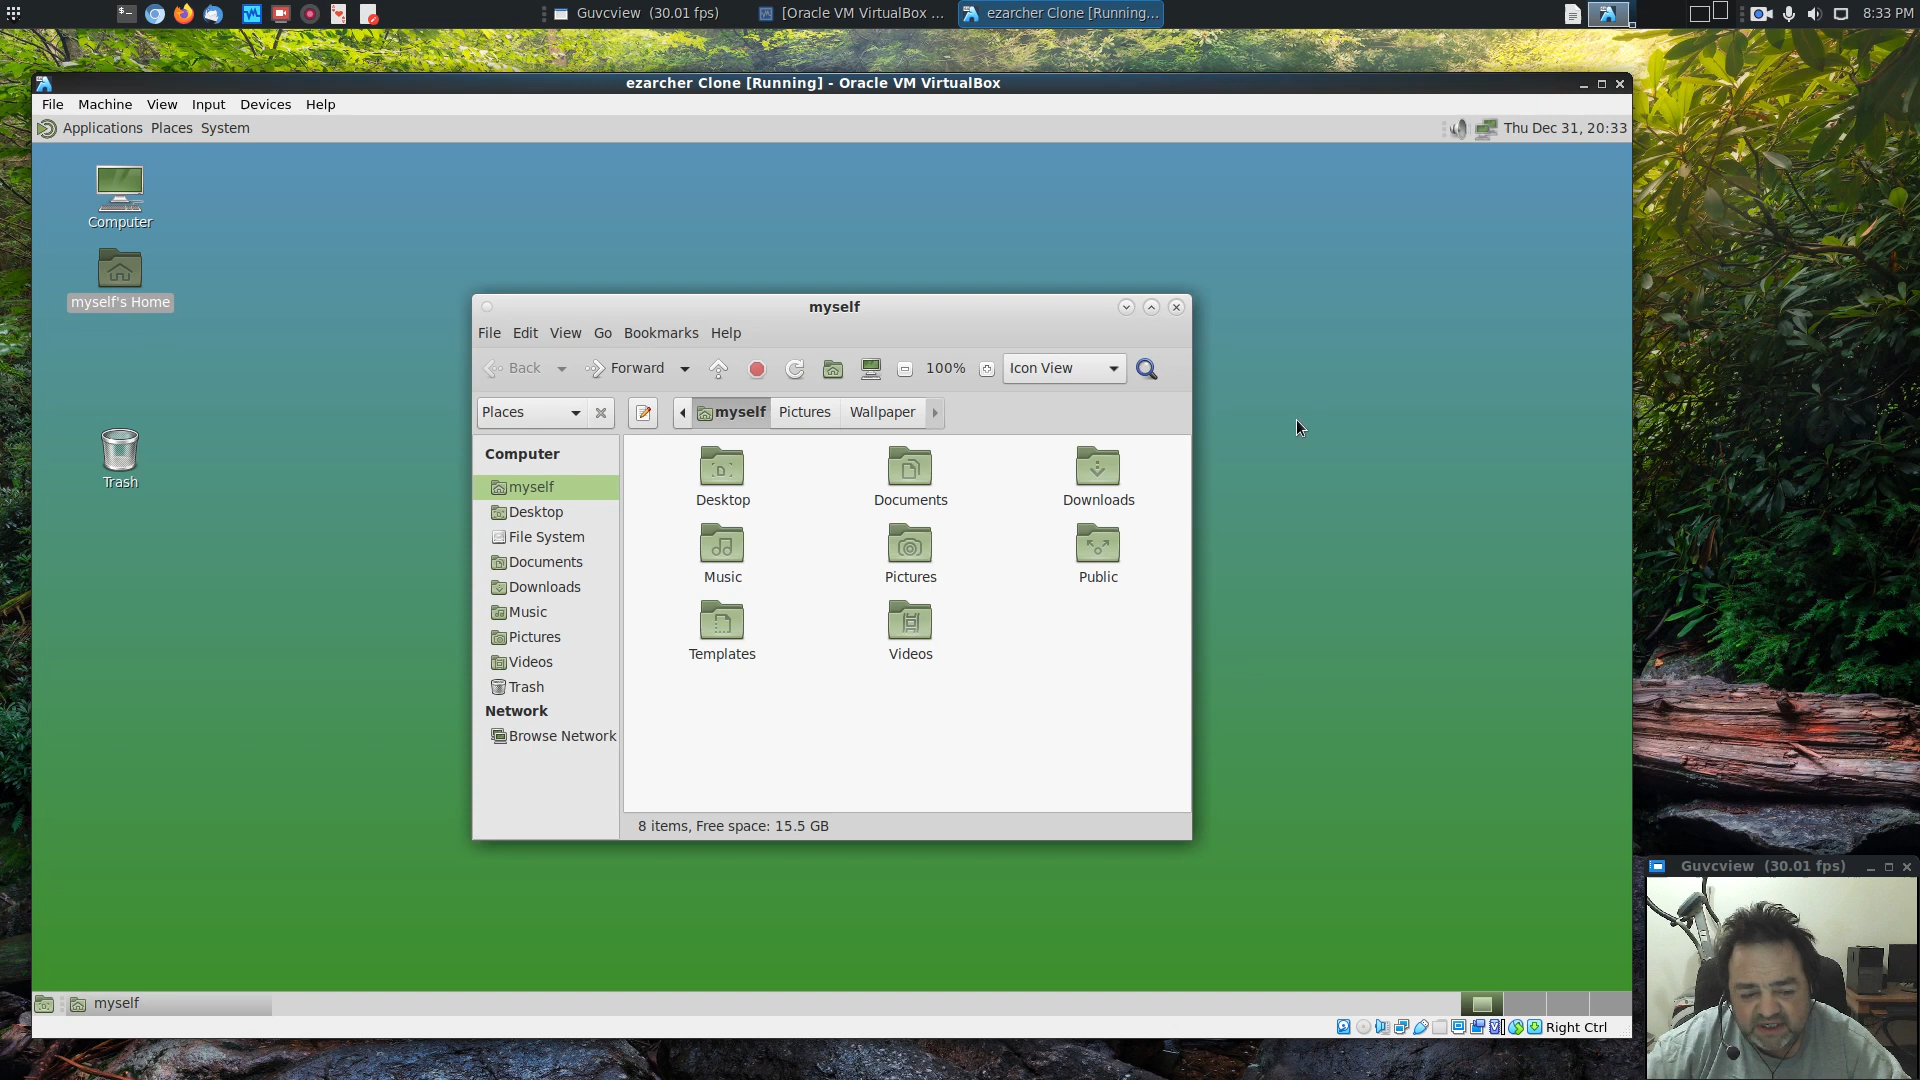 Guvcview (30.01 fps)
[Oracle VM VirtualBox ...
ezarcher Clone [Running...
8:33 PM
ezarcher Clone [Running] - Oracle VM VirtualBox
File Machine View Input Devices Help
Applications Places System
Thu Dec 31, 20:33
Computer
myself's Home
Trash
myself
File Edit View Go Bookmarks Help
Back Forward 100% Icon View
Places myself Pictures Wallpaper
Computer
myself
Desktop
File System
Documents
Downloads
Music
Pictures
Videos
Trash
Network
Browse Network
Desktop Documents Downloads
Music Pictures Public
Templates Videos
8 items, Free space: 15.5 GB
myself
Right Ctrl
Guvcview (30.01 fps)